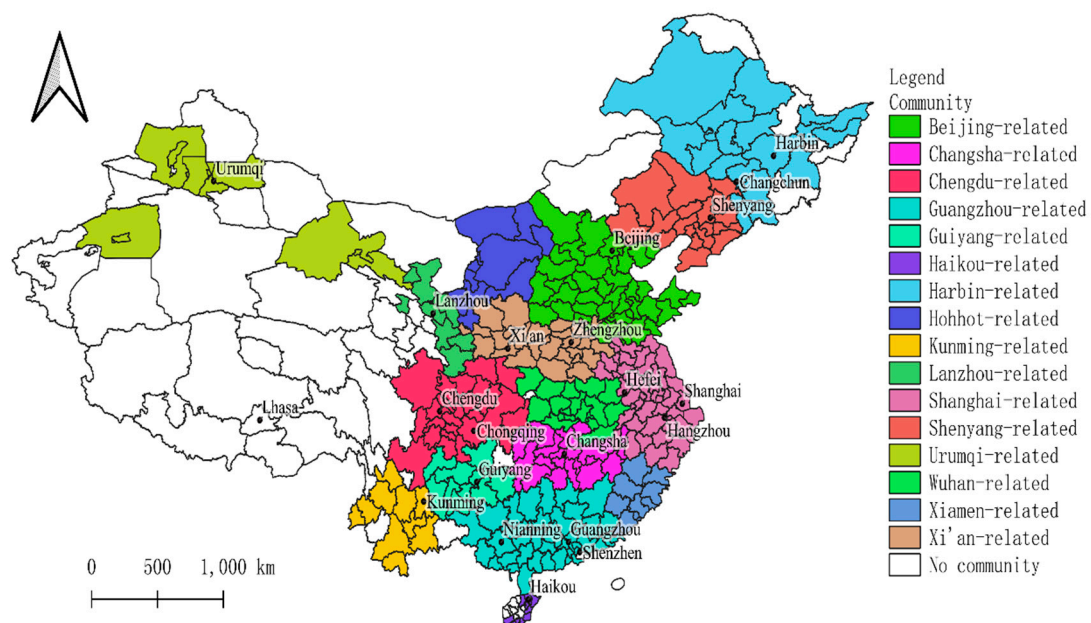 Legend
Community
Beijing-related
Changsha-related
Chengdu-related
Guangzhou-related
Guiyang-related
Haikou-related
Harbin-related
Hohhot-related
Kunming-related
Lanzhou-related
Shanghai-related
Shenyang-related
Urumqi-related
Wuhan-related
Xiamen-related
Xi'an-related
No community
Harbin
Urumqi
Changchun
Shenyang
Beijing
Lanzhou
Xi'an
Zhengzhou
Hefei
Shanghai
Chengdu
Lhasa
Chongqing
Changsha
Hangzhou
Guiyang
Kunming
Nianning
Guangzhou
Shenzhen
Haikou
0 500 1,000 km